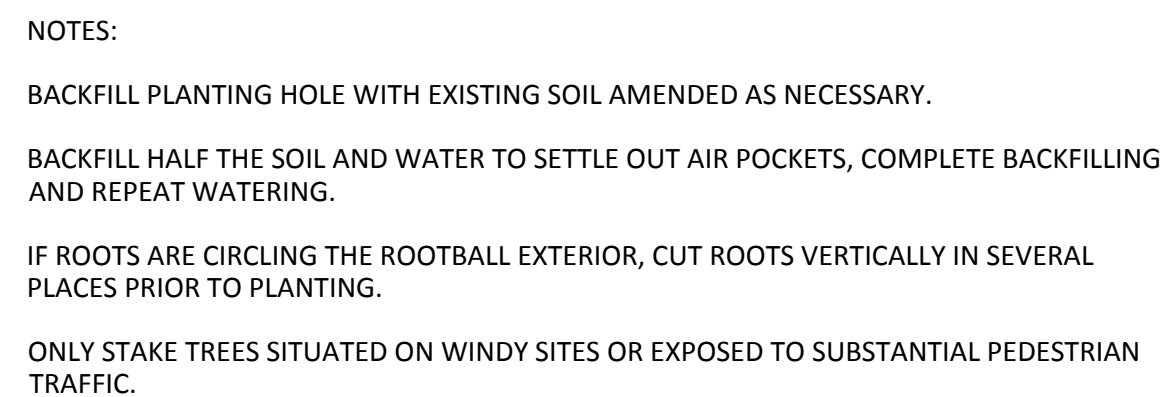 NOTES:
BACKFILL PLANTING HOLE WITH EXISTING SOIL AMENDED AS NECESSARY.
BACKFILL HALF THE SOIL AND WATER TO SETTLE OUT AIR POCKETS, COMPLETE BACKFILLING
AND REPEAT WATERING.
IF ROOTS ARE CIRCLING THE ROOTBALL EXTERIOR, CUT ROOTS VERTICALLY IN SEVERAL
PLACES PRIOR TO PLANTING.
ONLY STAKE TREES SITUATED ON WINDY SITES OR EXPOSED TO SUBSTANTIAL PEDESTRIAN
TRAFFIC.